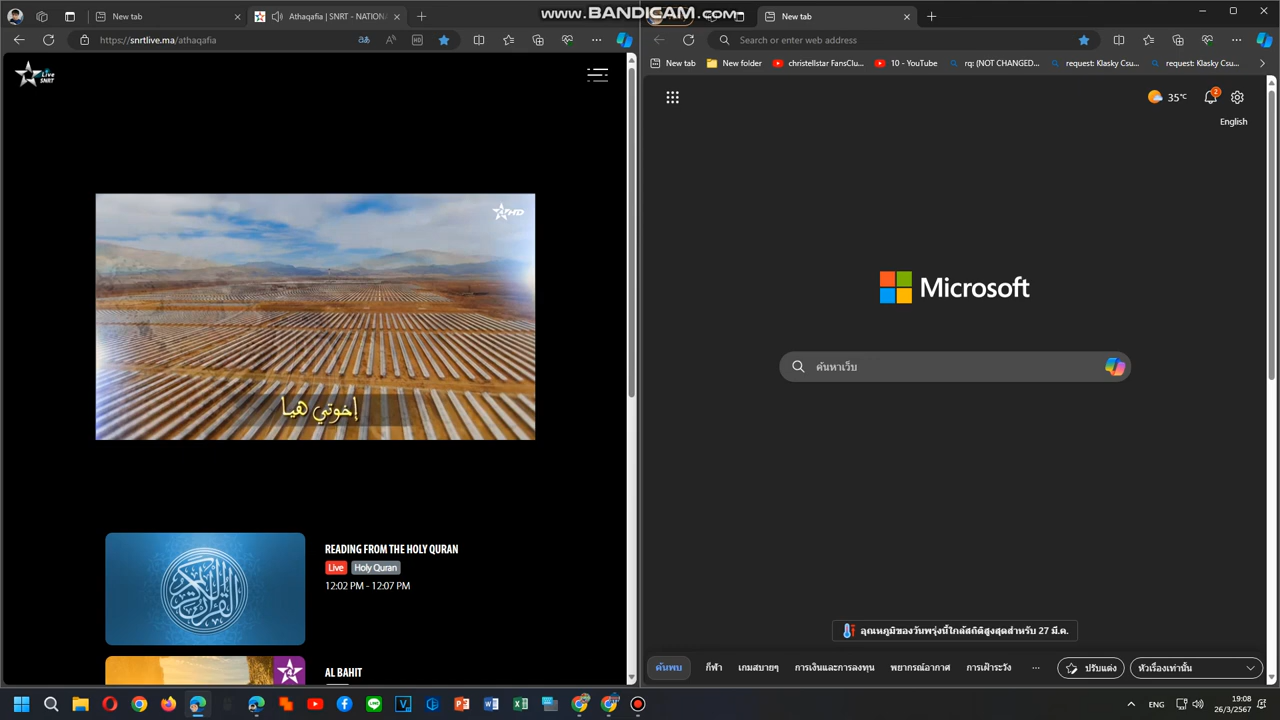 www.BANDICAM.com
New tab
Athaqafia | SNRT - NATION
New tab
https://snrtlive.ma/athaqafia
Search or enter web address
New tab
New folder
christellstar FansClu...
10 - YouTube
rq: (NOT CHANGED...
request: Klasky Csu...
request: Klasky Csu...
Live
SNRT
35°C
2
English
HD
Microsoft
ค้นหาเว็บ
إخوتي هيا
READING FROM THE HOLY QURAN
Live Holy Quran
12:02 PM - 12:07 PM
AL BAHIT
อุณหภูมิของวันพรุ่งนี้ใกล้สถิติสูงสุดสำหรับ 27 มี.ค.
ค้นพบ
กีฬา
เกมสบายๆ
การเงินและการลงทุน
พยากรณ์อากาศ
การเฝ้าระวัง
ปรับแต่ง
หัวเรื่องเท่านั้น
ENG
19:08
26/3/2567